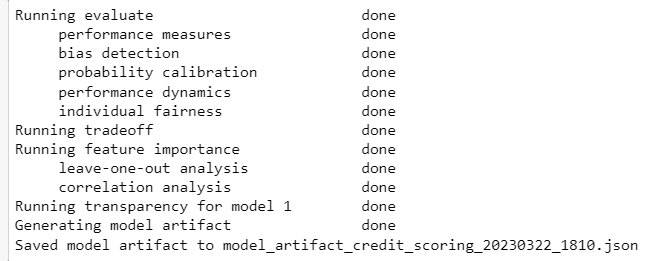 Running evaluate done
performance measures done
bias detection done
probability calibration done
performance dynamics done
individual fairness done
Running tradeoff done
Running feature importance done
leave-one-out analysis done
correlation analysis done
Running transparency for model 1 done
Generating model artifact done
Saved model artifact to model_artifact_credit_scoring_20230322_1810.json